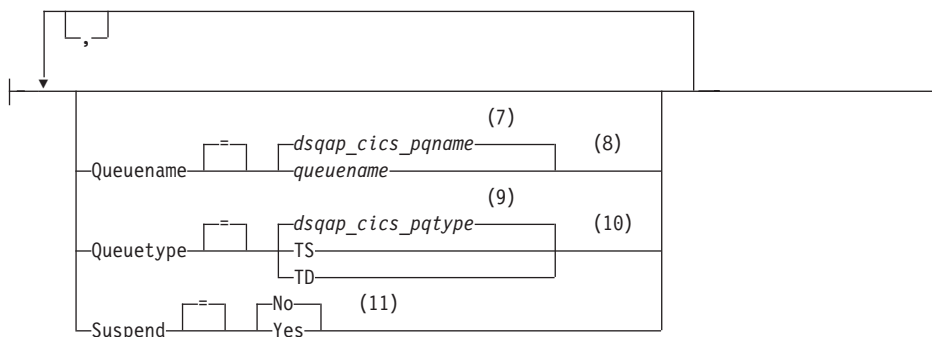 ,
(7)
= dsqap_cics_pqname (8)
Queuename queuename
(9)
= dsqap_cics_pqtype (10)
Queuetype TS
TD
= No (11)
Suspend Yes